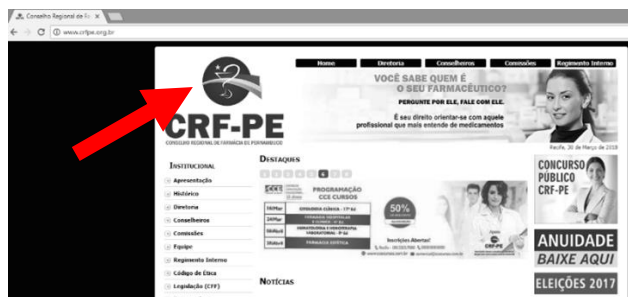 Conselho Regional de Fa
www.crfpe.org.br
Home Diretoria Conselheiros Comissões Regimento Interno
VOCÊ SABE QUEM É
O SEU FARMACÊUTICO?
PERGUNTE POR ELE, FALE COM ELE.
É seu direito orientar-se com aquele
profissional que mais entende de medicamentos
CRF-PE
CONSELHO REGIONAL DE FARMÁCIA DE PERNAMBUCO
Recife, 30 de Março de 2018
INSTITUCIONAL
Apresentação
Histórico
Diretoria
Conselheiros
Comissões
Equipe
Regimento Interno
Código de Ética
Legislação (CFF)
DESTAQUES
CCE
PROGRAMAÇÃO
CCE CURSOS
50%
Inscrições Abertas!
CRF-PE
NOTÍCIAS
CONCURSO
PÚBLICO
CRF-PE
ANUIDADE
BAIXE AQUI
ELEIÇÕES 2017